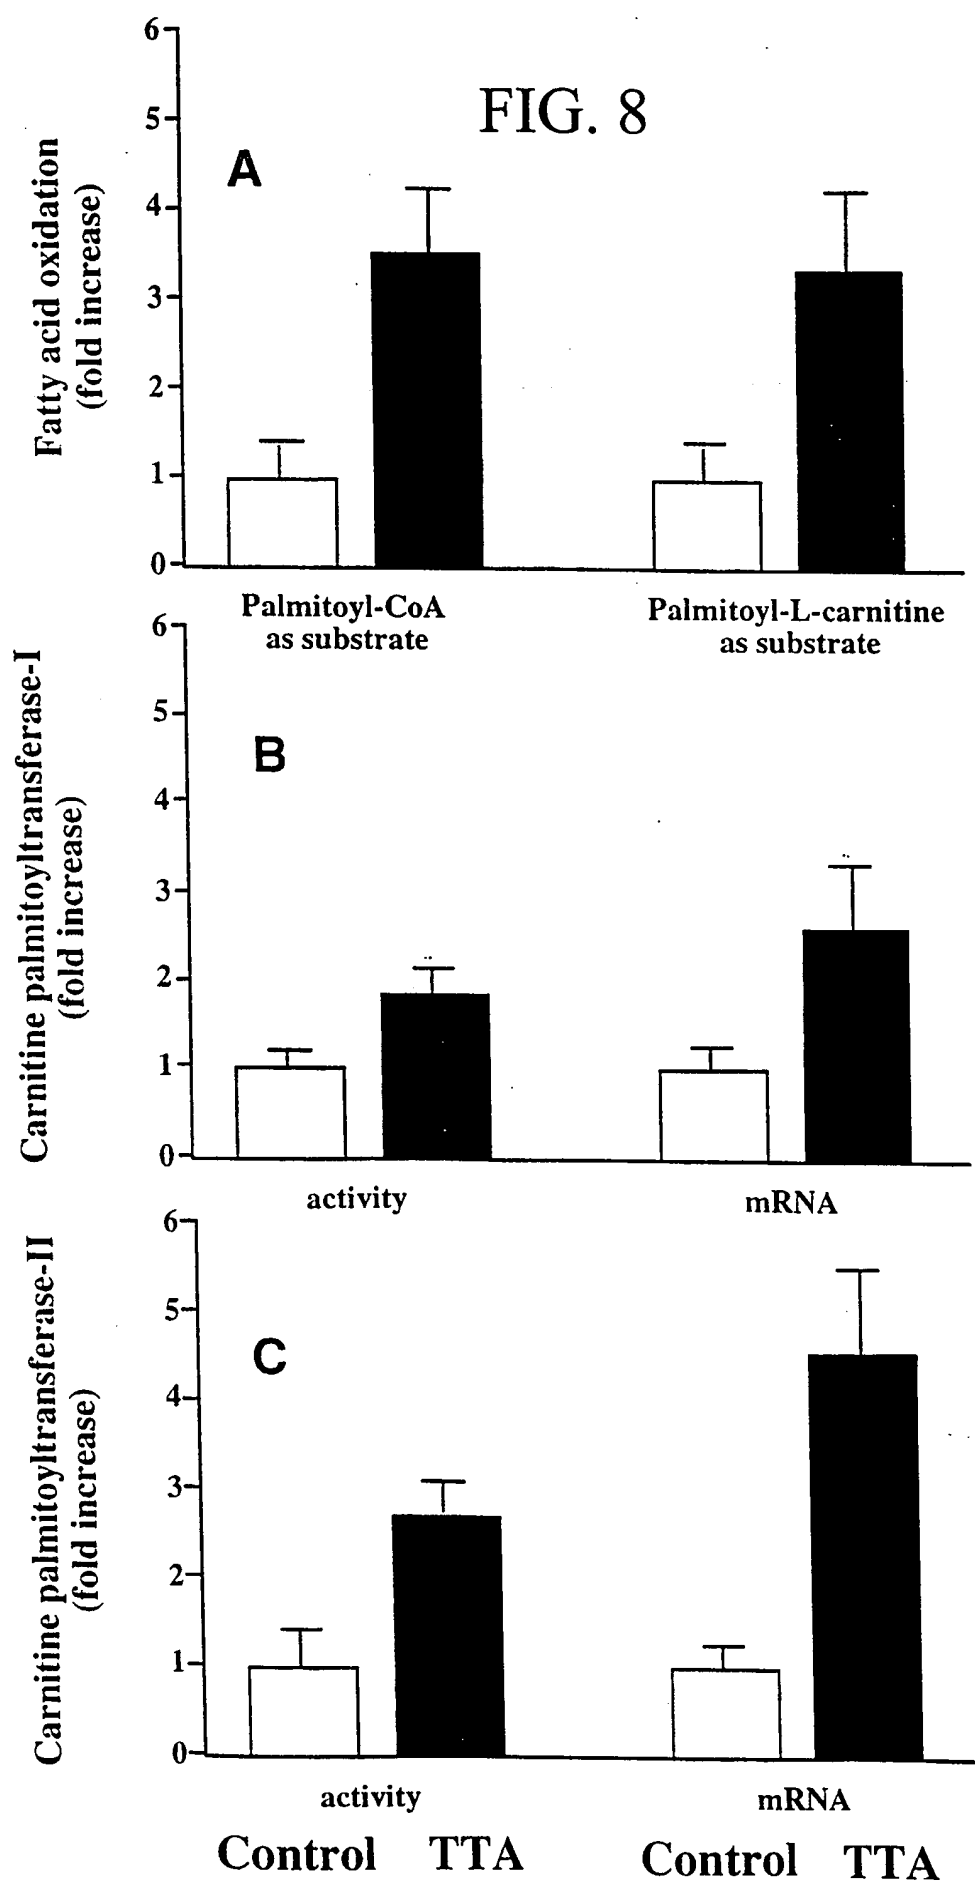 FIG. 8
A
Fatty acid oxidation
(fold increase)
6
5
4
3
2
1
0
Palmitoyl-CoA
as substrate
Palmitoyl-L-carnitine
as substrate
B
Carnitine palmitoyltransferase-I
(fold increase)
6
5
4
3
2
1
0
activity
mRNA
C
Carnitine palmitoyltransferase-II
(fold increase)
6
5
4
3
2
1
0
activity
mRNA
Control TTA
Control TTA